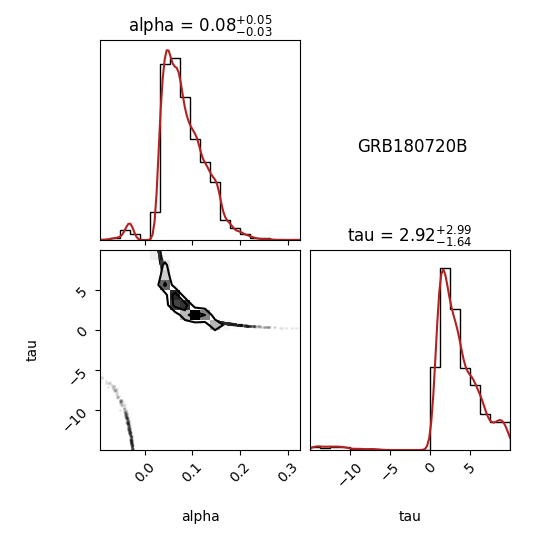 alpha = 0.08+0.05 −0.03
GRB180720B
tau = 2.92+2.99 −1.64
5
0
−5
−10
tau
0.0 0.1 0.2 0.3
−10 −5 0 5
alpha tau